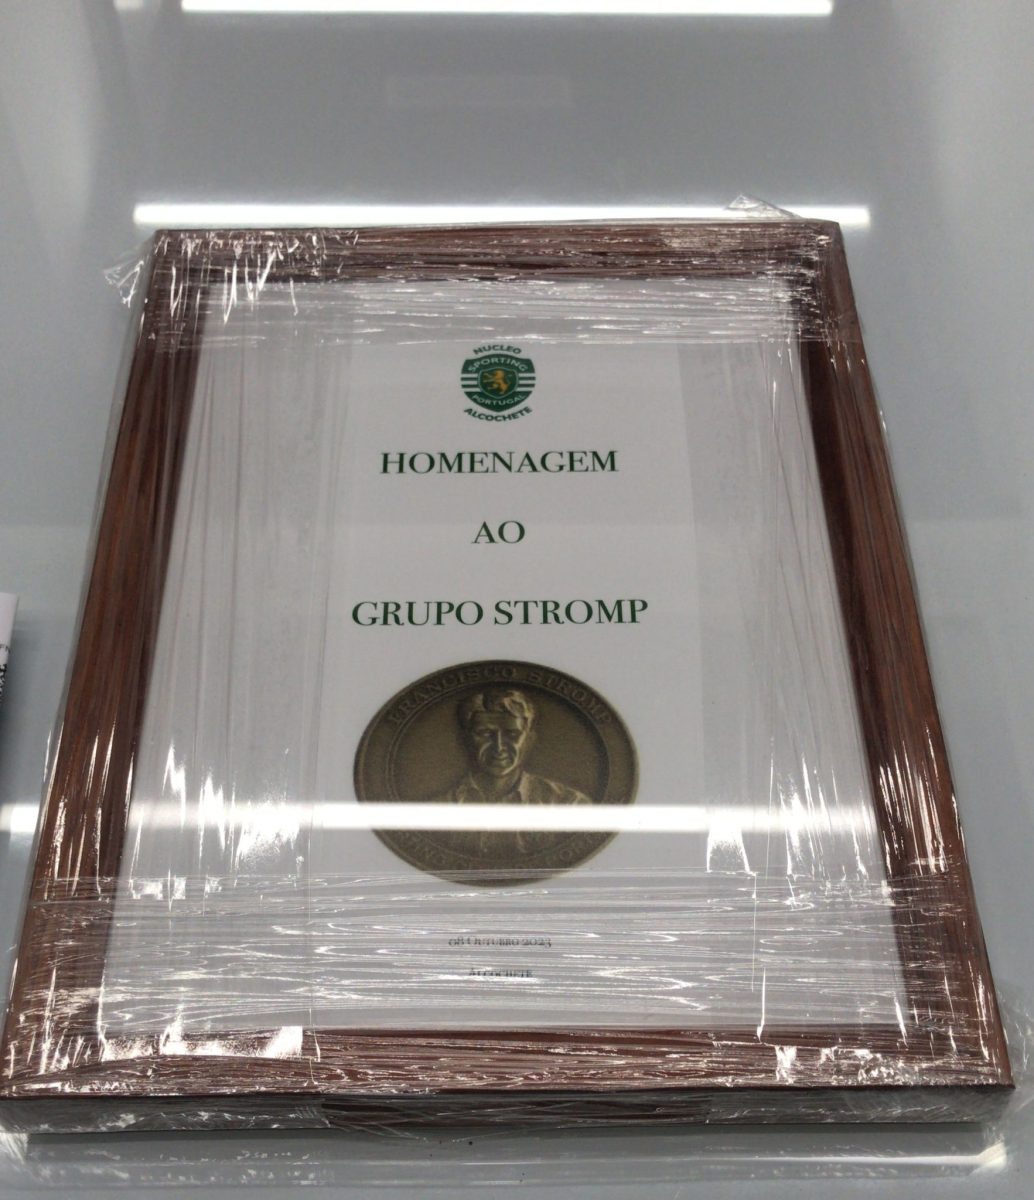 NUCLEO
SPORTING
PORTUGAL
ALCOCHETE
HOMENAGEM
AO
GRUPO STROMP
FRANCISCO STROMP
08 OUTUBRO 2023
ALCOCHETE